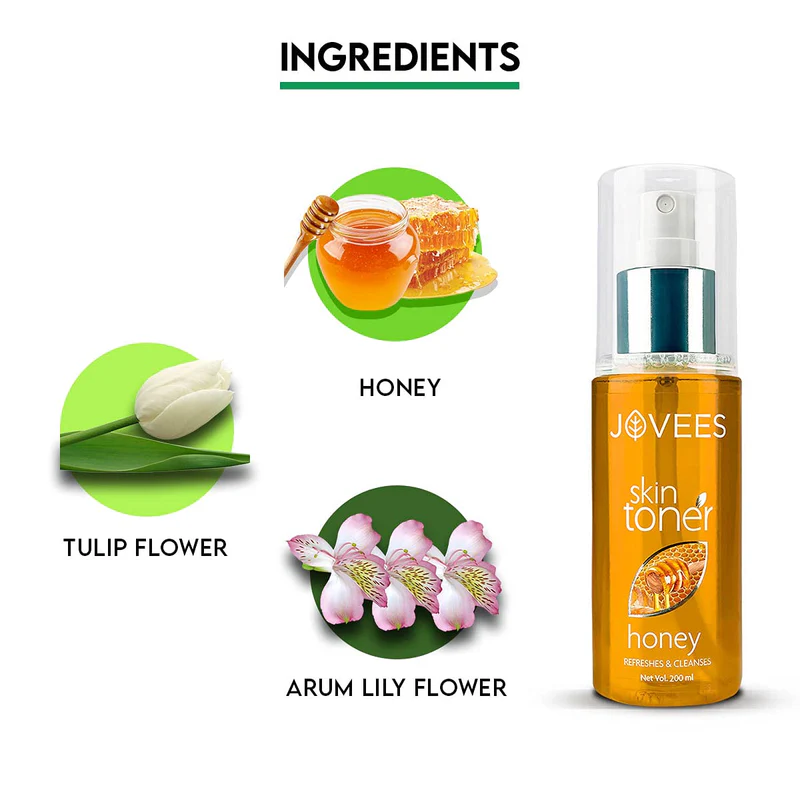 INGREDIENTS
HONEY
TULIP FLOWER
ARUM LILY FLOWER
JOVEES
skin
toner
honey
REFRESHES & CLEANSES
Net Vol. 200 ml